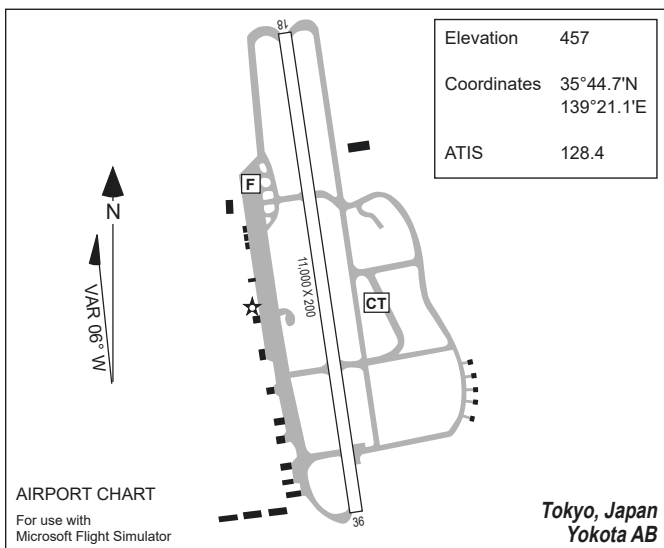 18
Elevation 457
Coordinates 35°44.7'N
139°21.1'E
ATIS 128.4
F
N
VAR 06° W
11,000 X 200
CT
36
AIRPORT CHART
For use with
Microsoft Flight Simulator
Tokyo, Japan
Yokota AB